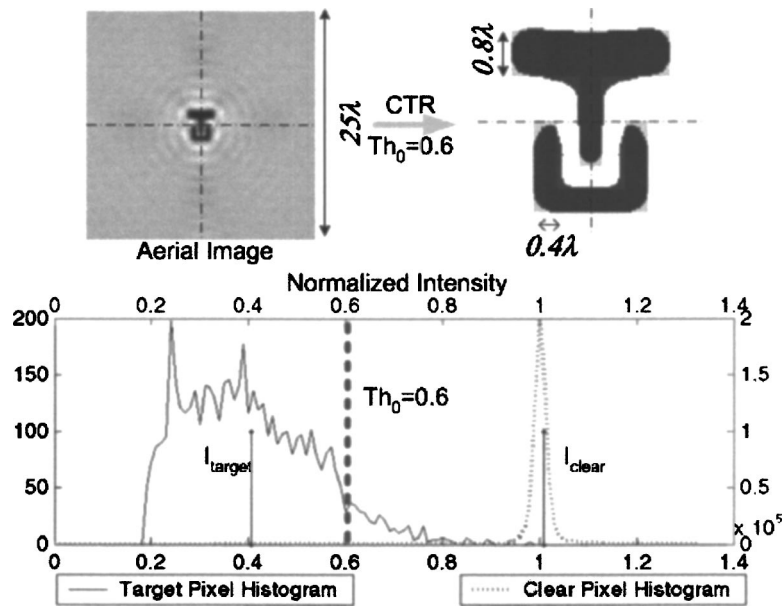 0.8λ
25λ
CTR
Th0=0.6
Aerial Image
0.4λ
Normalized Intensity
0 0.2 0.4 0.6 0.8 1 1.2 1.4
200 2
150 1.5
100 1
50 0.5
0 0
Th0=0.6
Itarget
Iclear
x 10^5
0 0.2 0.4 0.6 0.8 1 1.2 1.4
Target Pixel Histogram
Clear Pixel Histogram